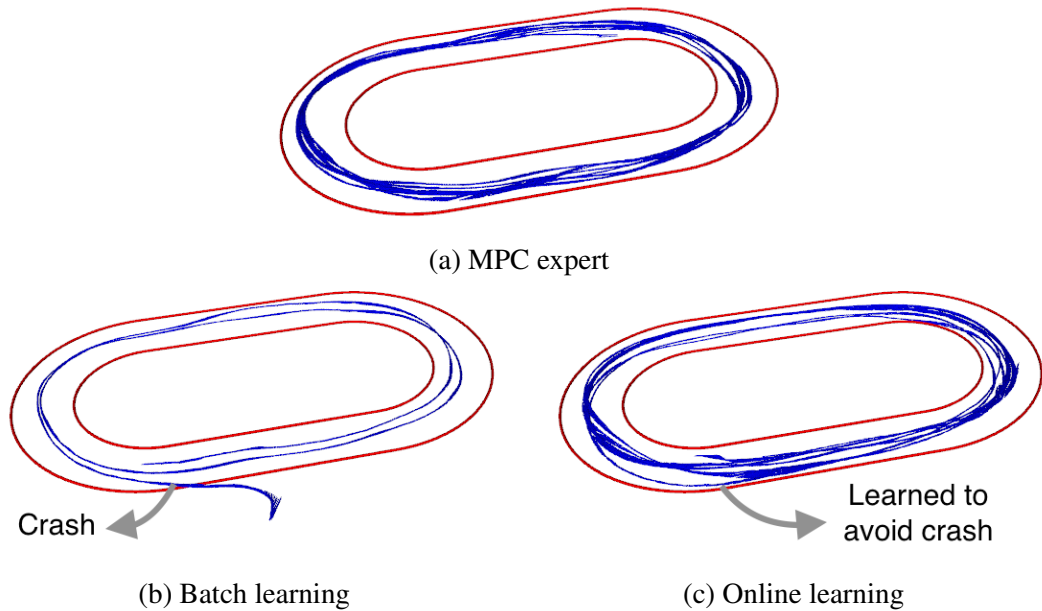 (a) MPC expert
Crash
Learned to
avoid crash
(b) Batch learning
(c) Online learning